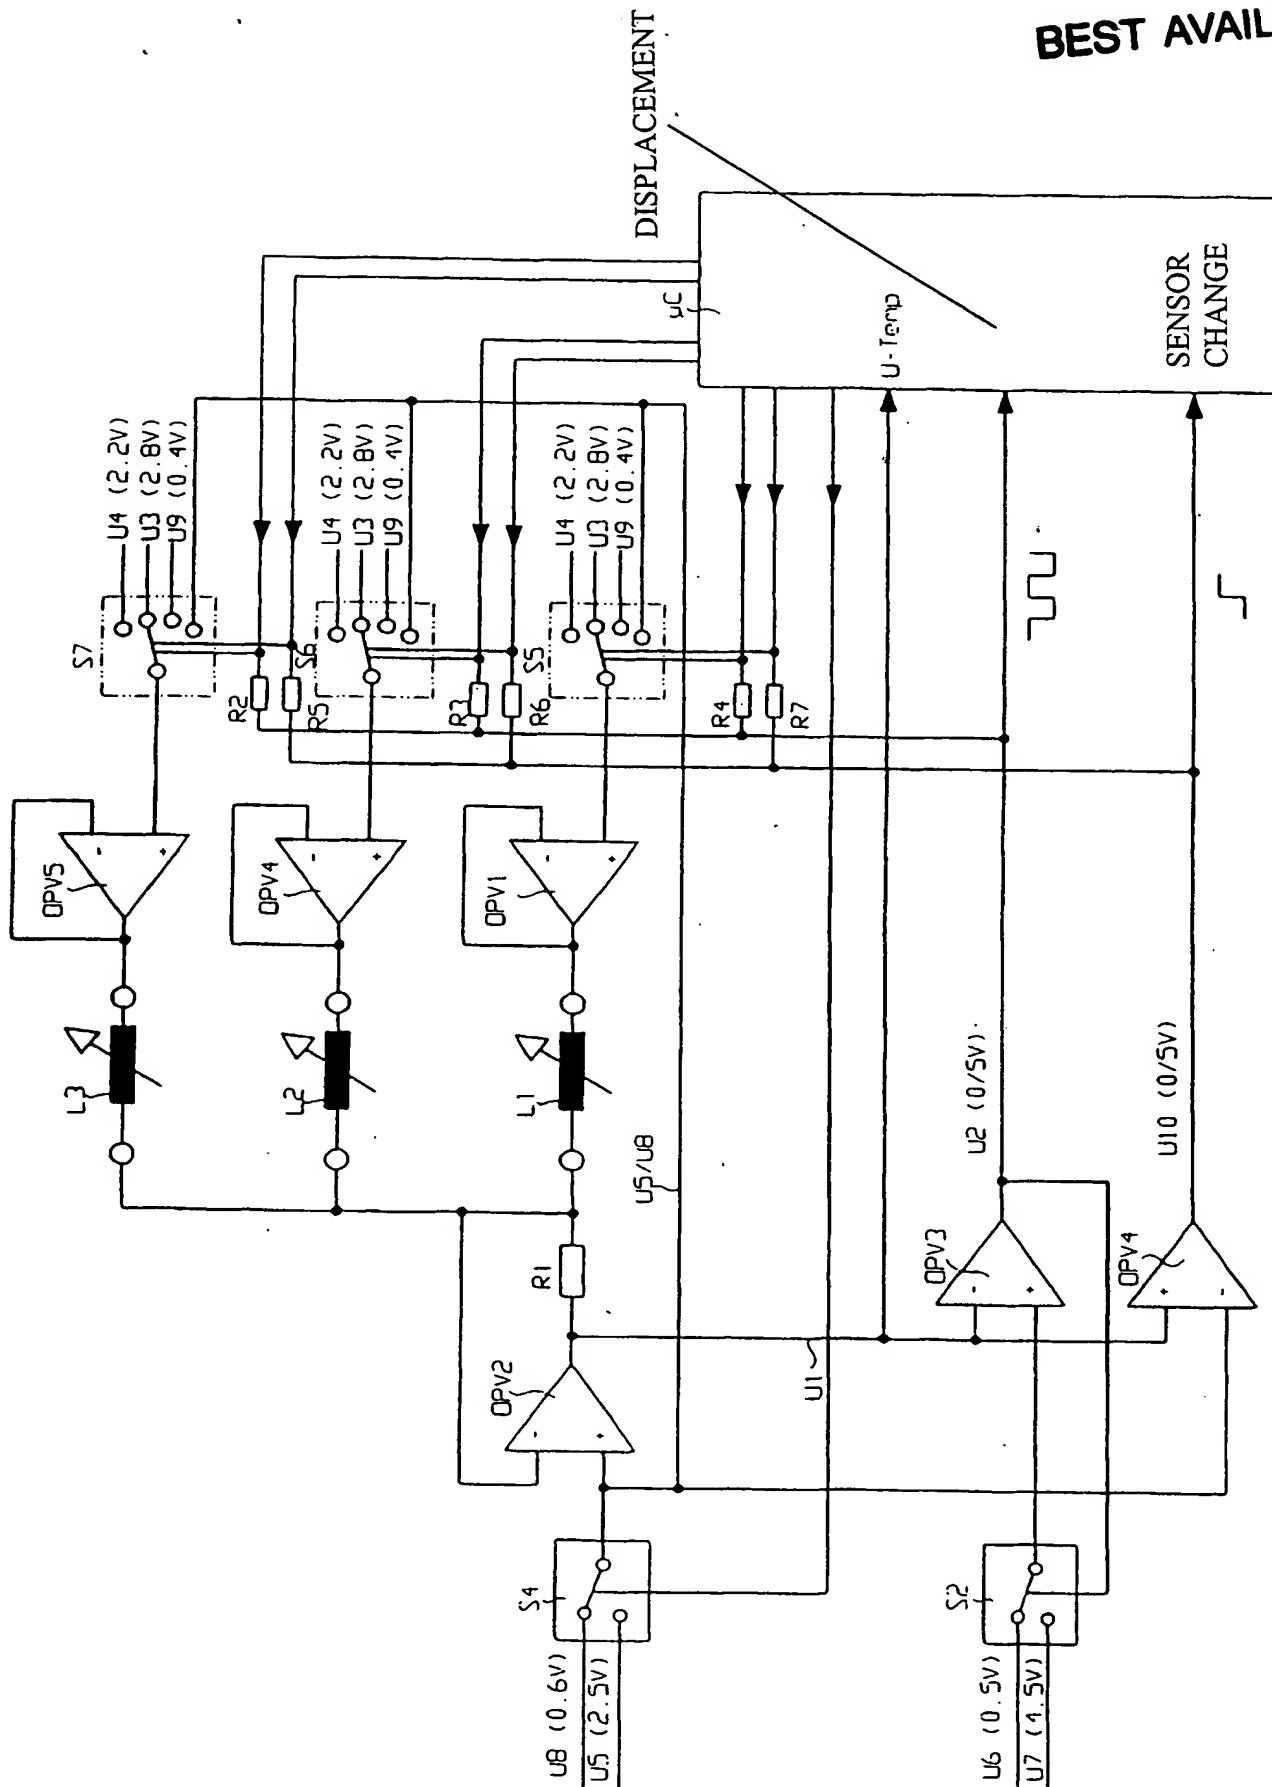 BEST AVAIL
DISPLACEMENT
µC
U-Temp
SENSOR
CHANGE
S7
U4 (2.2V)
U3 (2.8V)
U9 (0.4V)
S6
U4 (2.2V)
U3 (2.8V)
U9 (0.4V)
S5
U4 (2.2V)
U3 (2.8V)
U9 (0.4V)
R2
R5
R3
R6
R4
R7
OPV5
-
+
OPV4
-
+
OPV1
-
+
L3
L2
L1
U5/U8
R1
OPV2
-
+
U1
U2 (0/5V)
OPV3
-
+
U10 (0/5V)
OPV4
+
-
S4
U8 (0.6V)
U5 (2.5V)
S2
U6 (0.5V)
U7 (4.5V)